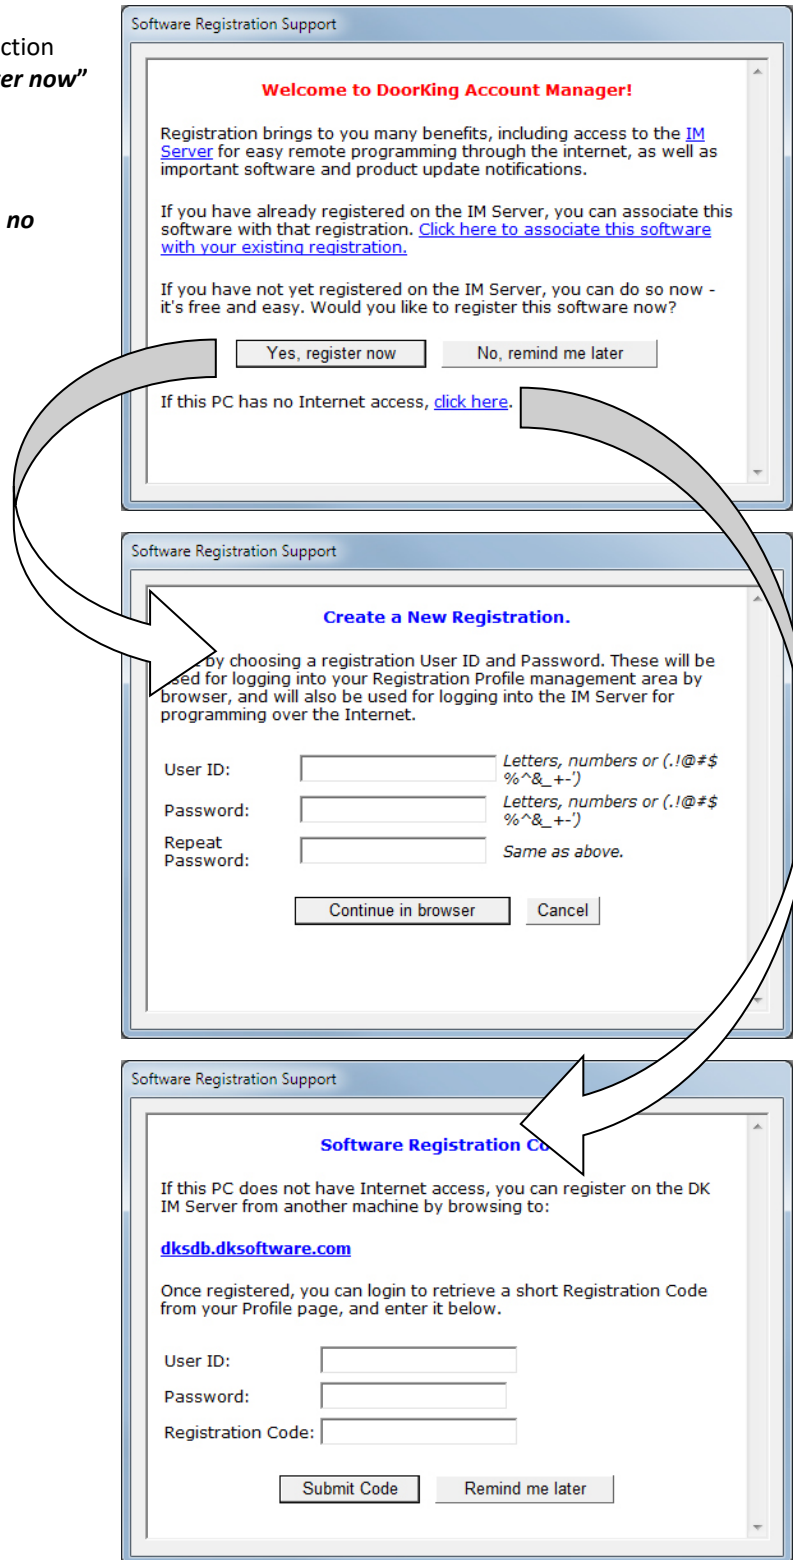 ction
er now"
no
Software Registration Support
Welcome to DoorKing Account Manager!
Registration brings to you many benefits, including access to the IM
Server for easy remote programming through the internet, as well as
important software and product update notifications.
If you have already registered on the IM Server, you can associate this
software with that registration. Click here to associate this software
with your existing registration.
If you have not yet registered on the IM Server, you can do so now -
it's free and easy. Would you like to register this software now?
Yes, register now No, remind me later
If this PC has no Internet access, click here.
Software Registration Support
Create a New Registration.
by choosing a registration User ID and Password. These will be
used for logging into your Registration Profile management area by
browser, and will also be used for logging into the IM Server for
programming over the Internet.
User ID: Letters, numbers or (.!@#$
%^&_+-')
Password: Letters, numbers or (.!@#$
%^&_+-')
Repeat
Password: Same as above.
Continue in browser Cancel
Software Registration Support
Software Registration Co
If this PC does not have Internet access, you can register on the DK
IM Server from another machine by browsing to:
dksdb.dksoftware.com
Once registered, you can login to retrieve a short Registration Code
from your Profile page, and enter it below.
User ID:
Password:
Registration Code:
Submit Code Remind me later